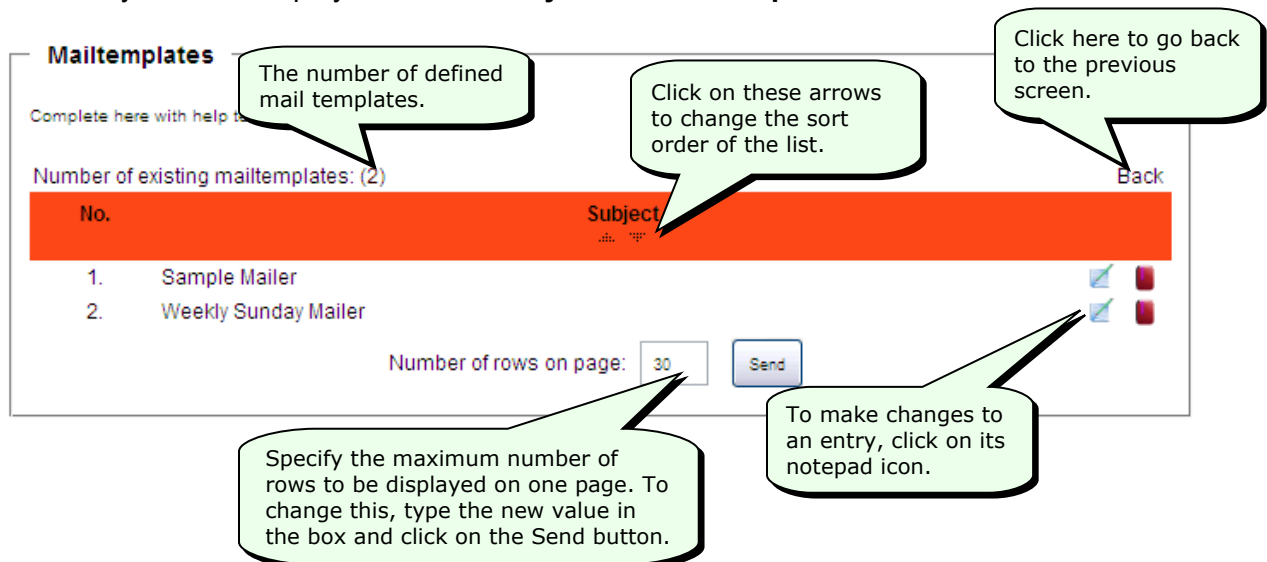 Mailtemplates
The number of defined
mail templates.
Click on these arrows
to change the sort
order of the list.
Click here to go back
to the previous
screen.
Complete here with help
Number of existing mailtemplates: (2)
Back
No.
Subject
1. Sample Mailer
2. Weekly Sunday Mailer
Number of rows on page: 30 Send
To make changes to
an entry, click on its
notepad icon.
Specify the maximum number of
rows to be displayed on one page. To
change this, type the new value in
the box and click on the Send button.